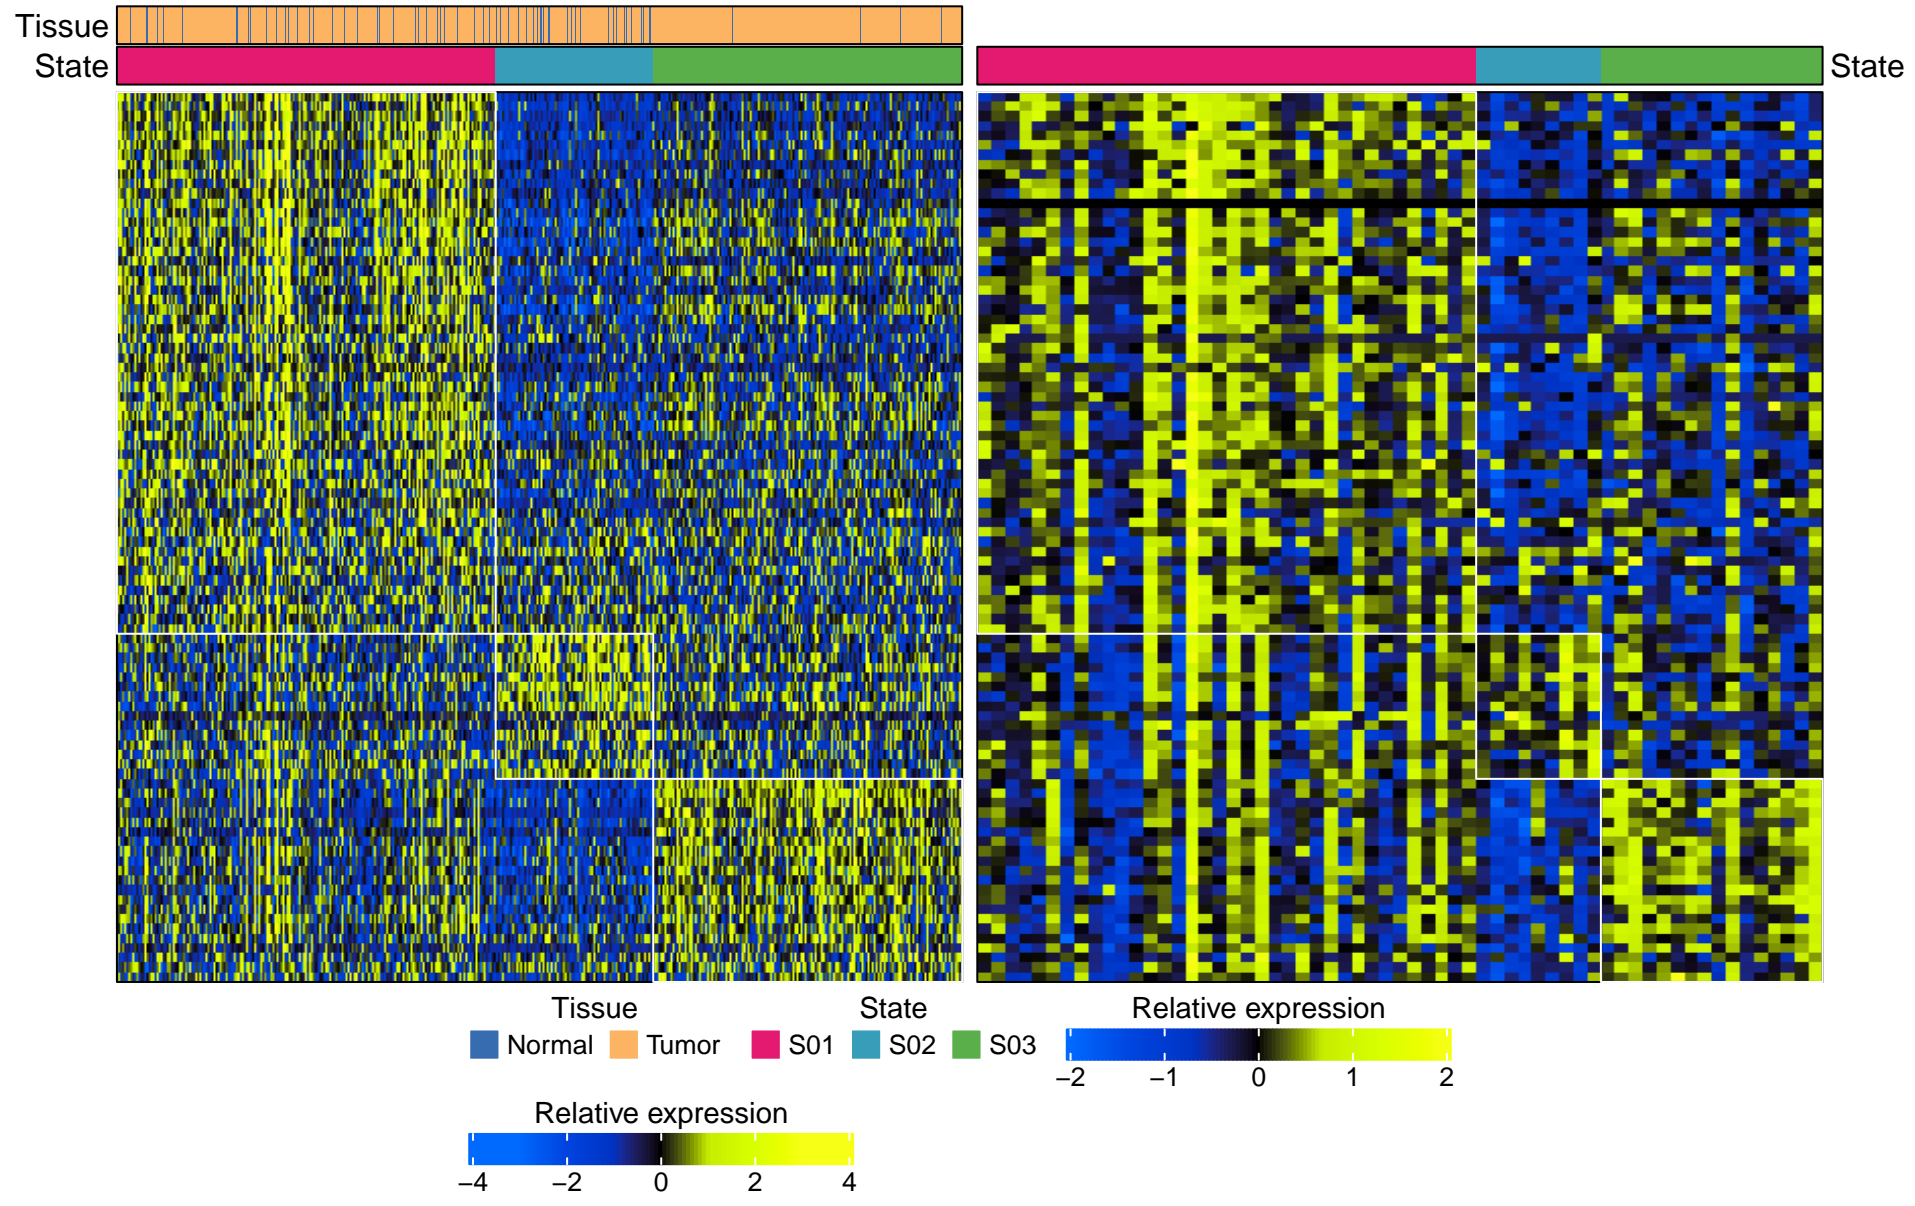 Tissue
State
State
Tissue
Normal Tumor
State
S01 S02 S03
Relative expression
−2 −1 0 1 2
Relative expression
−4 −2 0 2 4